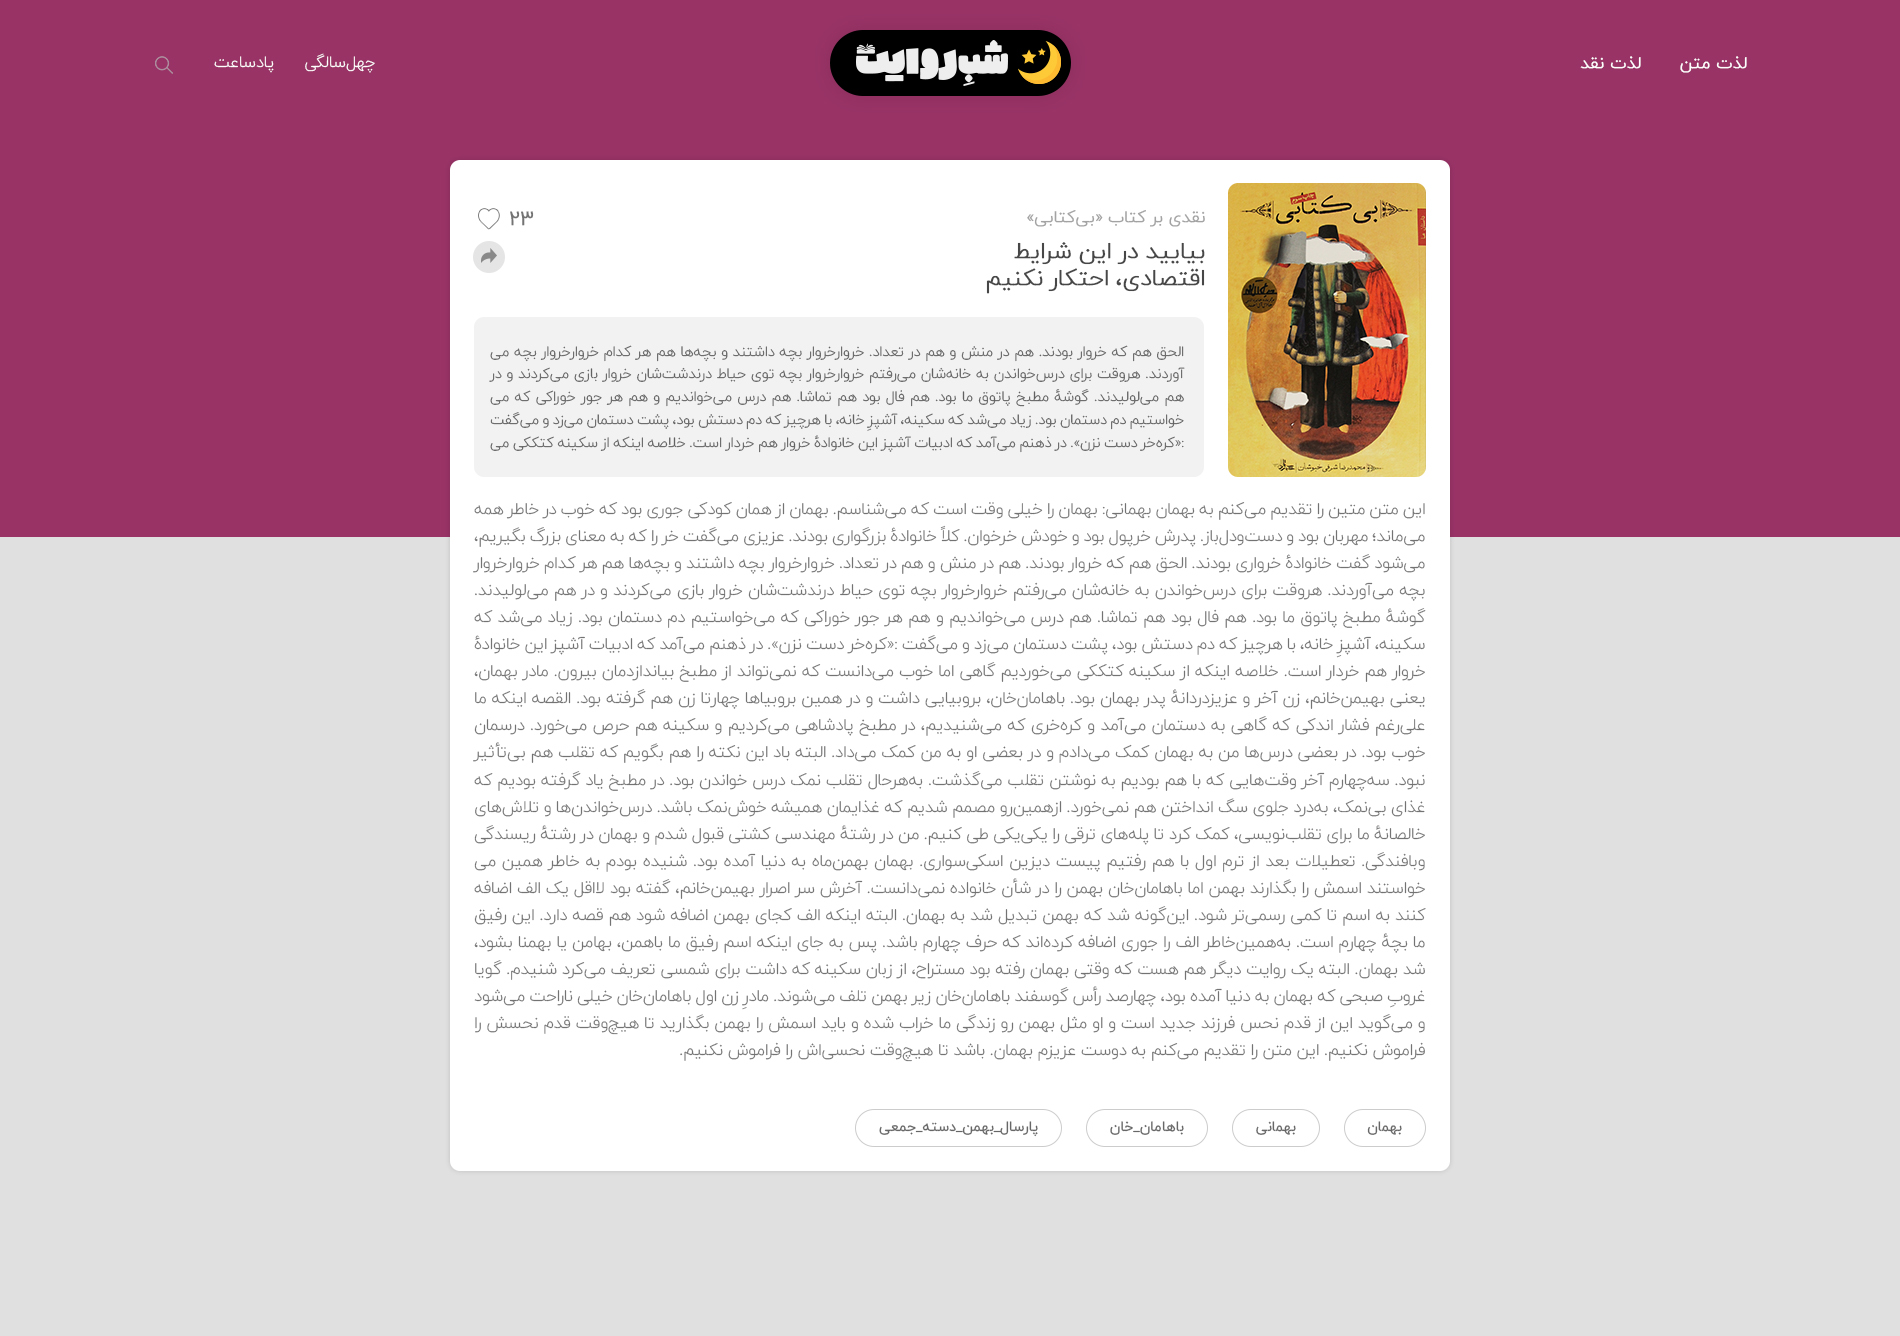 لذت متن
لذت نقد
شبِ روایت
چهل‌سالگی
پادساعت
بی کتابی
محمدرضا شرفی خبوشان
نقدی بر کتاب «بی‌کتابی»
بیایید در این شرایط
اقتصادی، احتکار نکنیم
۲۳
الحق هم که خروار بودند. هم در منش و هم در تعداد. خروارخروار بچه داشتند و بچه‌ها هم هر کدام خروارخروار بچه می
آوردند. هروقت برای درس‌خواندن به خانه‌شان می‌رفتم خروارخروار بچه توی حیاط درندشت‌شان خروار بازی می‌کردند و در
هم می‌لولیدند. گوشهٔ مطبخ پاتوق ما بود. هم فال بود هم تماشا. هم درس می‌خواندیم و هم هر جور خوراکی که می
خواستیم دم دستمان بود. زیاد می‌شد که سکینه، آشپزِ خانه، با هرچیز که دم دستش بود، پشت دستمان می‌زد و می‌گفت
:«کره‌خر دست نزن». در ذهنم می‌آمد که ادبیات آشپز این خانوادهٔ خروار هم خردار است. خلاصه اینکه از سکینه کتککی می
این متن متین را تقدیم می‌کنم به بهمان بهمانی: بهمان را خیلی وقت است که می‌شناسم. بهمان از همان کودکی جوری بود که خوب در خاطر همه
می‌ماند؛ مهربان بود و دست‌ودل‌باز. پدرش خرپول بود و خودش خرخوان. کلاً خانوادهٔ بزرگواری بودند. عزیزی می‌گفت خر را که به معنای بزرگ بگیریم،
می‌شود گفت خانوادهٔ خرواری بودند. الحق هم که خروار بودند. هم در منش و هم در تعداد. خروارخروار بچه داشتند و بچه‌ها هم هر کدام خروارخروار
بچه می‌آوردند. هروقت برای درس‌خواندن به خانه‌شان می‌رفتم خروارخروار بچه توی حیاط درندشت‌شان خروار بازی می‌کردند و در هم می‌لولیدند.
گوشهٔ مطبخ پاتوق ما بود. هم فال بود هم تماشا. هم درس می‌خواندیم و هم هر جور خوراکی که می‌خواستیم دم دستمان بود. زیاد می‌شد که
سکینه، آشپزِ خانه، با هرچیز که دم دستش بود، پشت دستمان می‌زد و می‌گفت :«کره‌خر دست نزن». در ذهنم می‌آمد که ادبیات آشپز این خانوادهٔ
خروار هم خردار است. خلاصه اینکه از سکینه کتککی می‌خوردیم گاهی اما خوب می‌دانست که نمی‌تواند از مطبخ بیاندازدمان بیرون. مادر بهمان،
یعنی بهیمن‌خانم، زن آخر و عزیزدردانهٔ پدر بهمان بود. باهامان‌خان، بروبیایی داشت و در همین بروبیاها چهارتا زن هم گرفته بود. القصه اینکه ما
علی‌رغم فشار اندکی که گاهی به دستمان می‌آمد و کره‌خری که می‌شنیدیم، در مطبخ پادشاهی می‌کردیم و سکینه هم حرص می‌خورد. درسمان
خوب بود. در بعضی درس‌ها من به بهمان کمک می‌دادم و در بعضی او به من کمک می‌داد. البته باد این نکته را هم بگویم که تقلب هم بی‌تأثیر
نبود. سه‌چهارم آخر وقت‌هایی که با هم بودیم به نوشتن تقلب می‌گذشت. به‌هرحال تقلب نمک درس خواندن بود. در مطبخ یاد گرفته بودیم که
غذای بی‌نمک، به‌درد جلوی سگ انداختن هم نمی‌خورد. ازهمین‌رو مصمم شدیم که غذایمان همیشه خوش‌نمک باشد. درس‌خواندن‌ها و تلاش‌های
خالصانهٔ ما برای تقلب‌نویسی، کمک کرد تا پله‌های ترقی را یکی‌یکی طی کنیم. من در رشتهٔ مهندسی کشتی قبول شدم و بهمان در رشتهٔ ریسندگی
وبافندگی. تعطیلات بعد از ترم اول با هم رفتیم پیست دیزین اسکی‌سواری. بهمان بهمن‌ماه به دنیا آمده بود. شنیده بودم به خاطر همین می
خواستند اسمش را بگذارند بهمن اما باهامان‌خان بهمن را در شأن خانواده نمی‌دانست. آخرش سر اصرار بهیمن‌خانم، گفته بود لااقل یک الف اضافه
کنند به اسم تا کمی رسمی‌تر شود. این‌گونه شد که بهمن تبدیل شد به بهمان. البته اینکه الف کجای بهمن اضافه شود هم قصه دارد. این رفیق
ما بچهٔ چهارم است. به‌همین‌خاطر الف را جوری اضافه کرده‌اند که حرف چهارم باشد. پس به جای اینکه اسم رفیق ما باهمن، بهامن یا بهمنا بشود،
شد بهمان. البته یک روایت دیگر هم هست که وقتی بهمان رفته بود مستراح، از زبان سکینه که داشت برای شمسی تعریف می‌کرد شنیدم. گویا
غروبِ صبحی که بهمان به دنیا آمده بود، چهارصد رأس گوسفند باهامان‌خان زیر بهمن تلف می‌شوند. مادرِ زن اول باهامان‌خان خیلی ناراحت می‌شود
و می‌گوید این از قدم نحس فرزند جدید است و او مثل بهمن رو زندگی ما خراب شده و باید اسمش را بهمن بگذارید تا هیچ‌وقت قدم نحسش را
فراموش نکنیم. این متن را تقدیم می‌کنم به دوست عزیزم بهمان. باشد تا هیچ‌وقت نحسی‌اش را فراموش نکنیم.
بهمان
بهمانی
باهامان_خان
پارسال_بهمن_دسته_جمعی